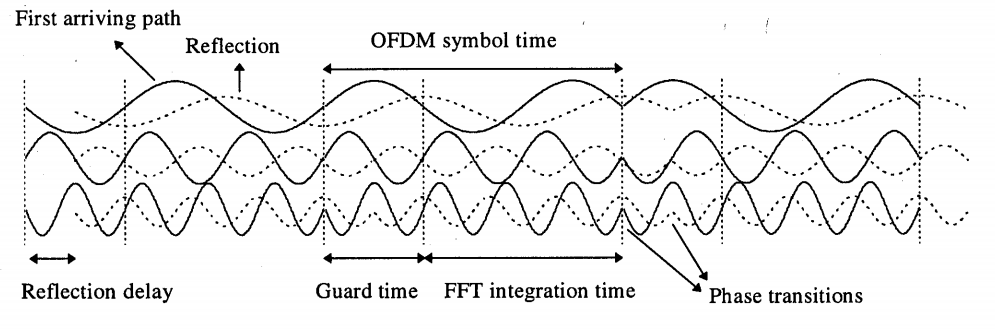 First arriving path
Reflection
OFDM symbol time
Reflection delay
Guard time
FFT integration time
Phase transitions